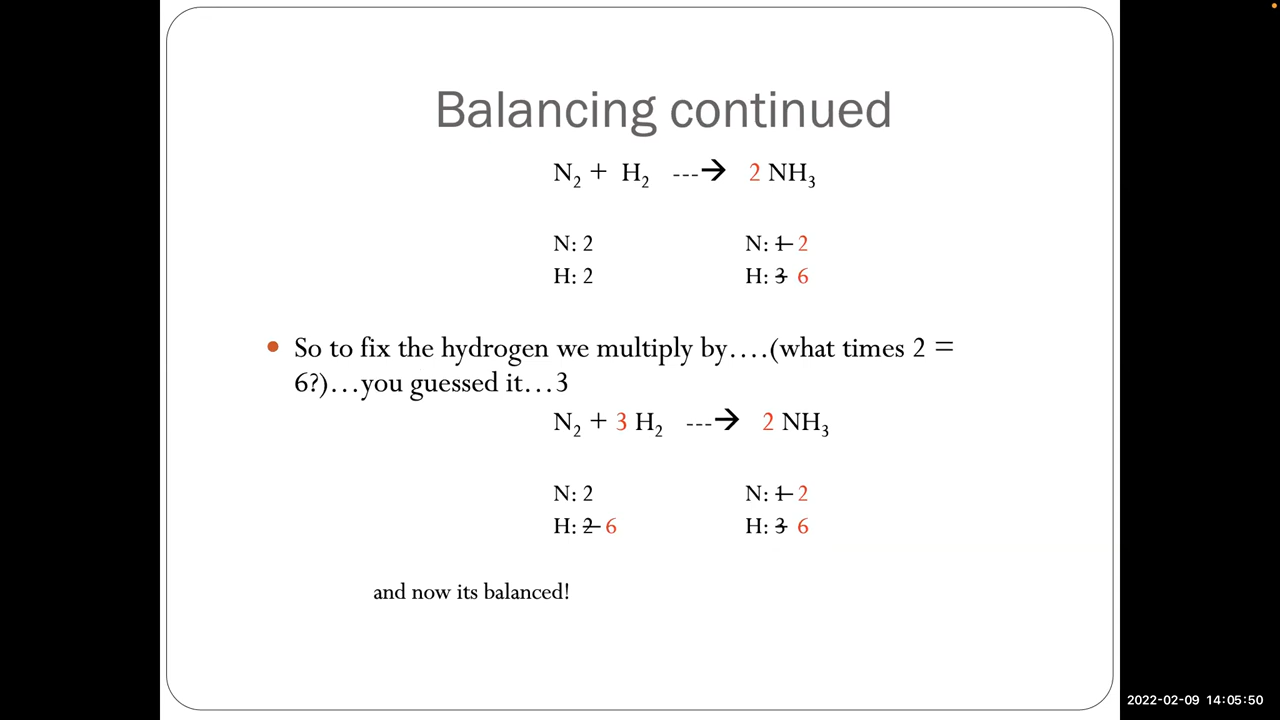 Balancing continued
N₂ + H₂ ---→ 2 NH₃
N: 2 N: 1 2
H: 2 H: 3 6
• So to fix the hydrogen we multiply by….(what times 2 =
6?)…you guessed it…3
N₂ + 3 H₂ ---→ 2 NH₃
N: 2 N: 1 2
H: 2 6 H: 3 6
and now its balanced!
2022-02-09 14:05:50